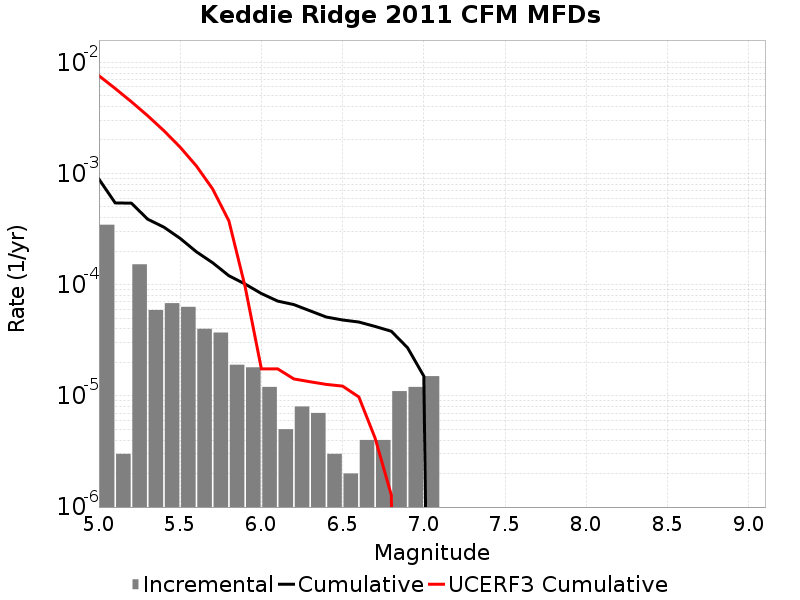 Keddie Ridge 2011 CFM MFDs
Rate (1/yr)
10^-2
10^-3
10^-4
10^-5
10^-6
5.0 5.5 6.0 6.5 7.0 7.5 8.0 8.5 9.0
Magnitude
Incremental Cumulative UCERF3 Cumulative